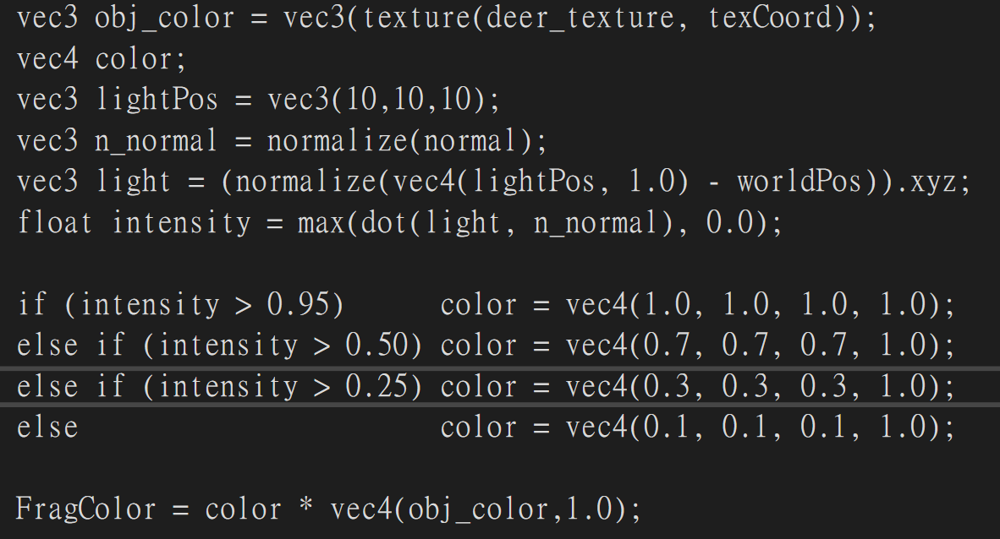 vec3 obj_color = vec3(texture(deer_texture, texCoord));
vec4 color;
vec3 lightPos = vec3(10,10,10);
vec3 n_normal = normalize(normal);
vec3 light = (normalize(vec4(lightPos, 1.0) - worldPos)).xyz;
float intensity = max(dot(light, n_normal), 0.0);

if (intensity > 0.95)      color = vec4(1.0, 1.0, 1.0, 1.0);
else if (intensity > 0.50) color = vec4(0.7, 0.7, 0.7, 1.0);
else if (intensity > 0.25) color = vec4(0.3, 0.3, 0.3, 1.0);
else                       color = vec4(0.1, 0.1, 0.1, 1.0);

FragColor = color * vec4(obj_color,1.0);